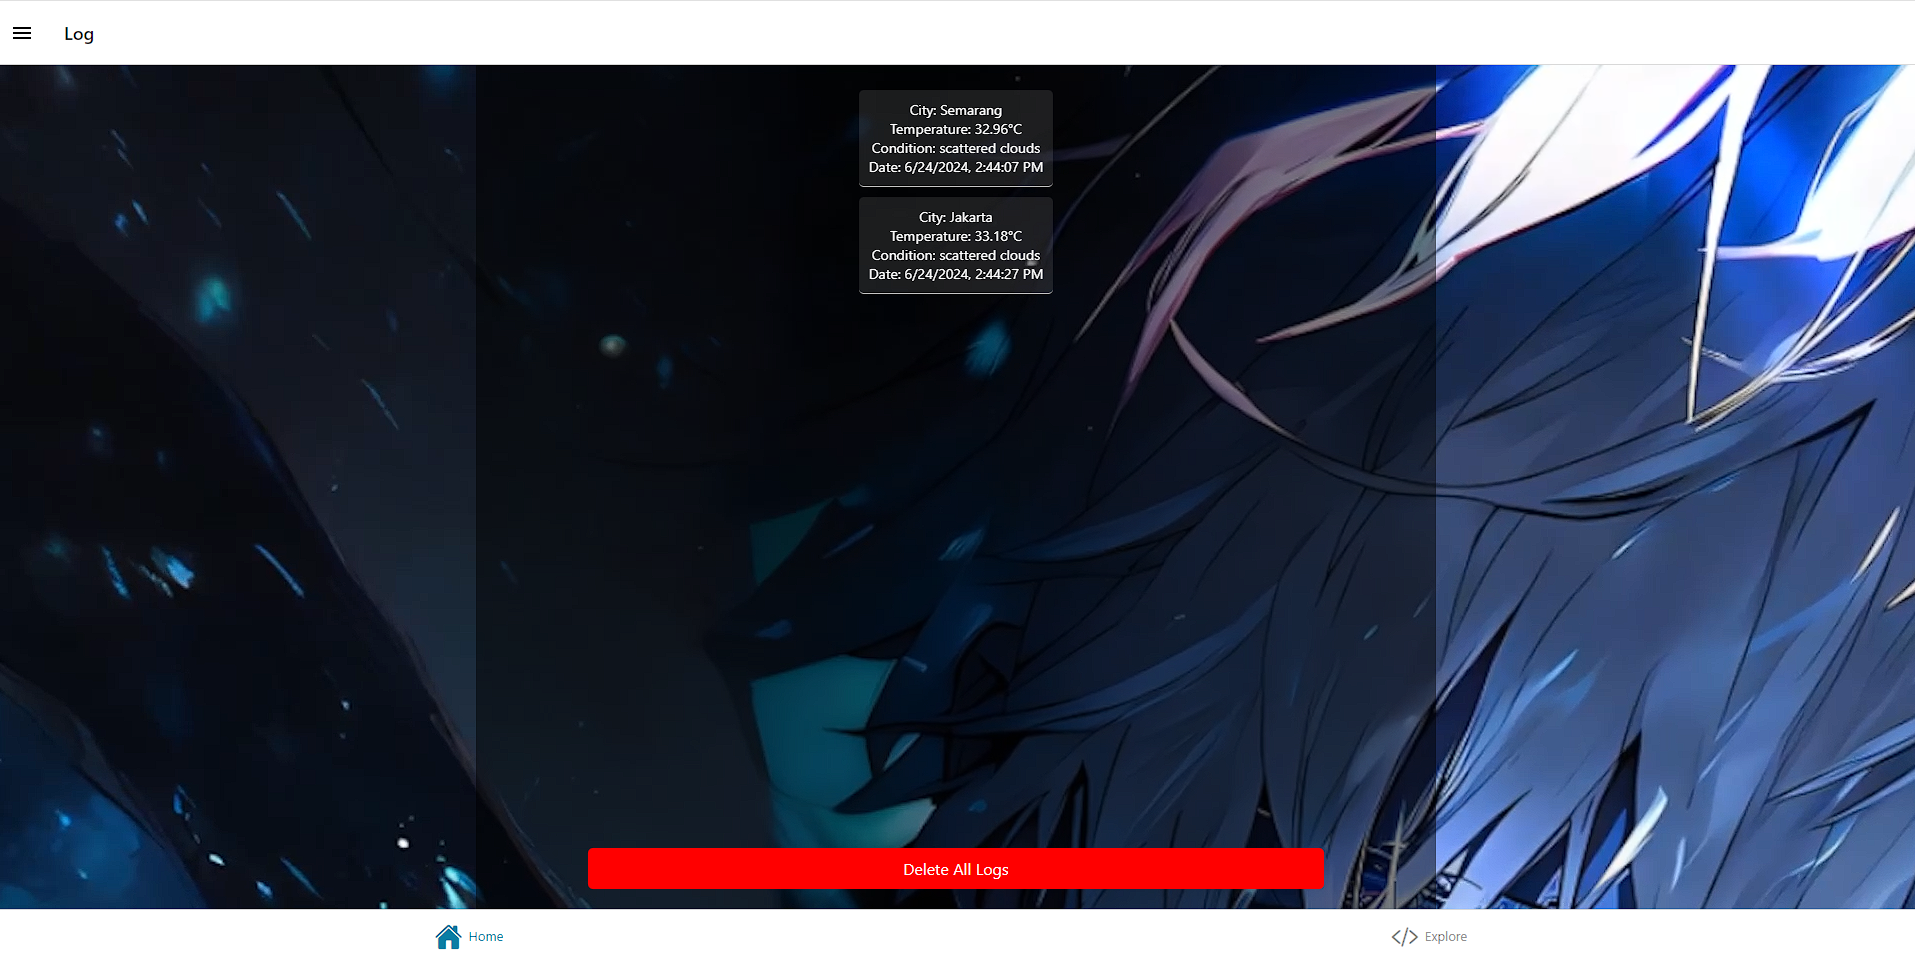 Log
City: Semarang
Temperature: 32.96°C
Condition: scattered clouds
Date: 6/24/2024, 2:44:07 PM
City: Jakarta
Temperature: 33.18°C
Condition: scattered clouds
Date: 6/24/2024, 2:44:27 PM
Delete All Logs
Home
Explore